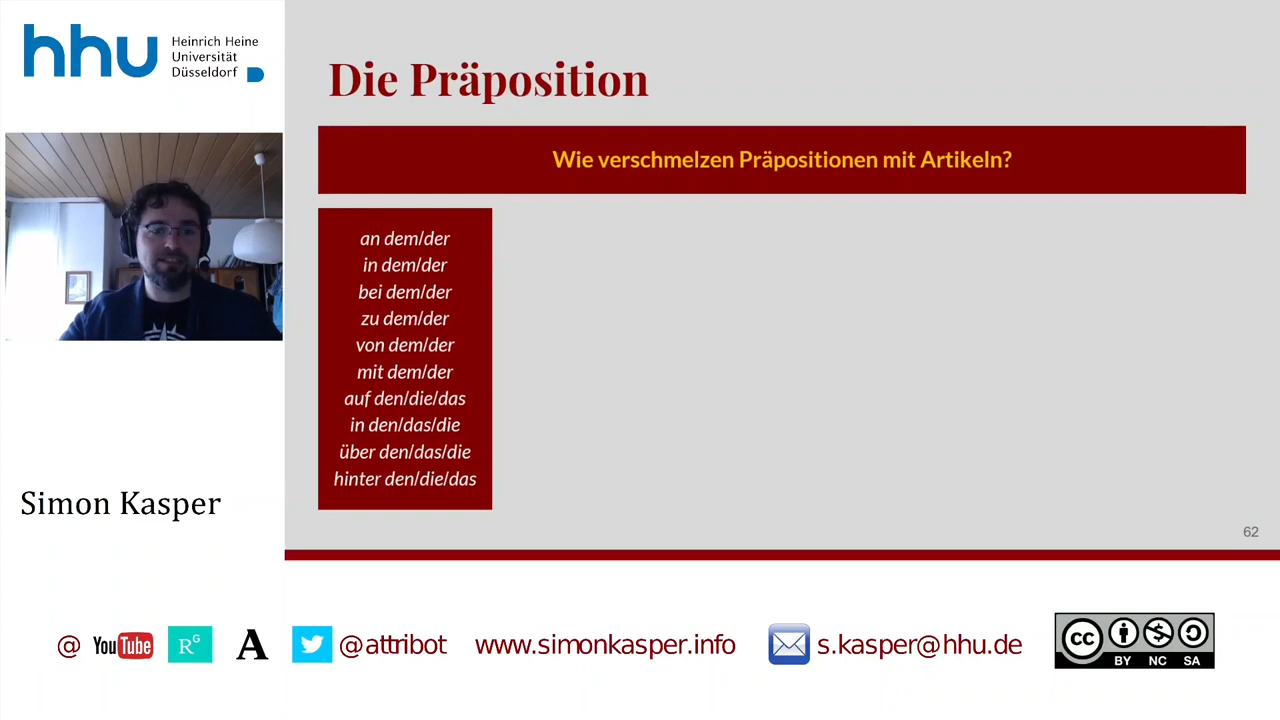 hhu
Heinrich Heine
Universität
Düsseldorf
Die Präposition
Wie verschmelzen Präpositionen mit Artikeln?
an dem/der
in dem/der
bei dem/der
zu dem/der
von dem/der
mit dem/der
auf den/die/das
in den/das/die
über den/das/die
hinter den/die/das
62
Simon Kasper
@ YouTube RG A @attribot www.simonkasper.info s.kasper@hhu.de
cc BY NC SA